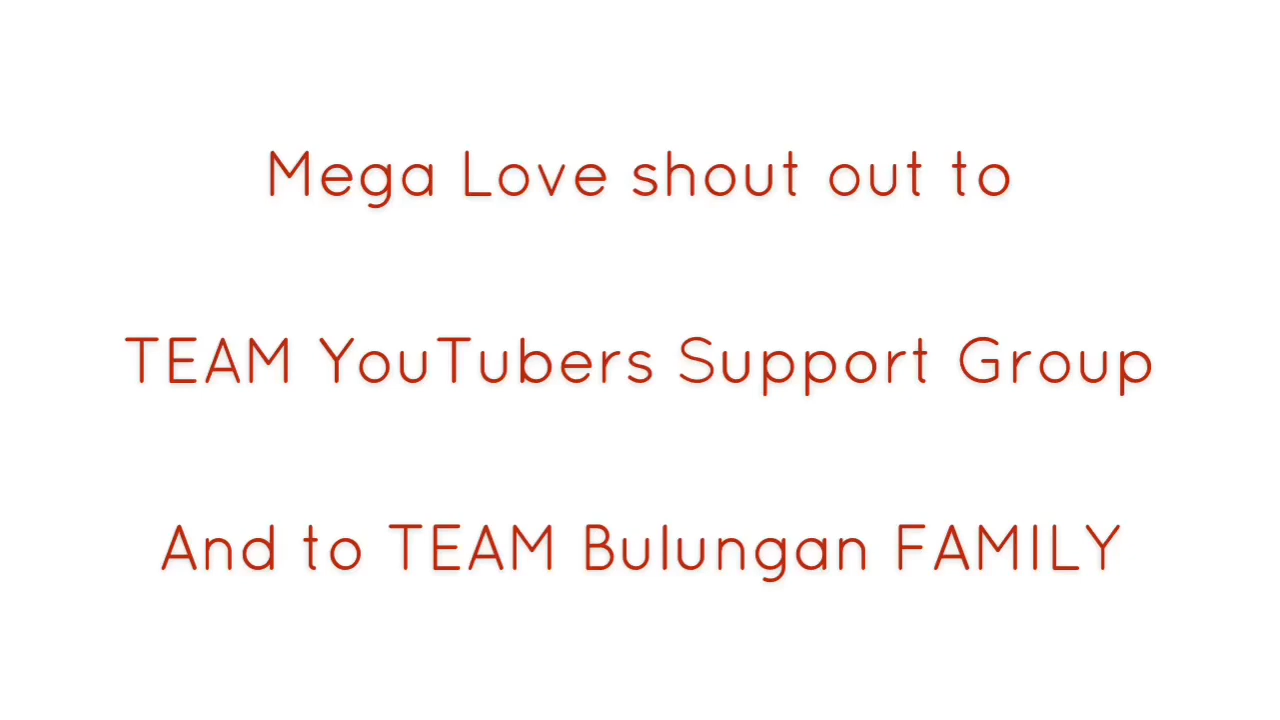 Mega Love shout out to
TEAM YouTubers Support Group
And to TEAM Bulungan FAMILY